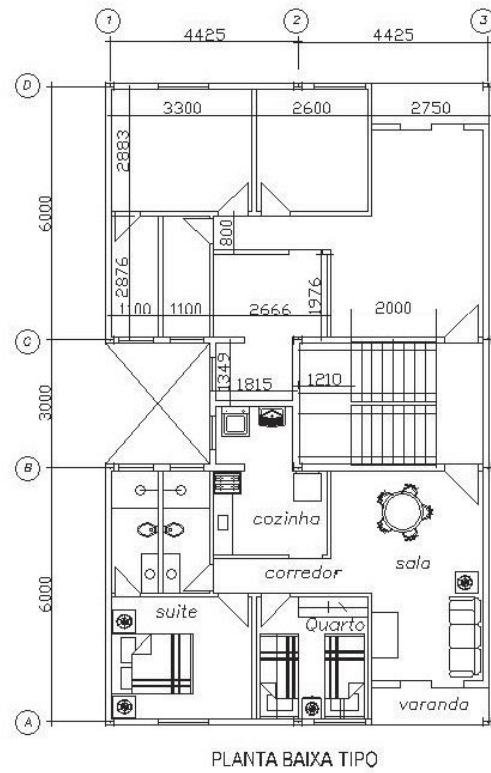 1 2 3
4425 4425
D
3300 2600 2750
2883
6000
800
2876
1100 1100 2666 1976 2000
C
1349
1815 1210
3000
B
cozinha
corredor sala
6000
suite Quarto
varanda
A
PLANTA BAIXA TIPO